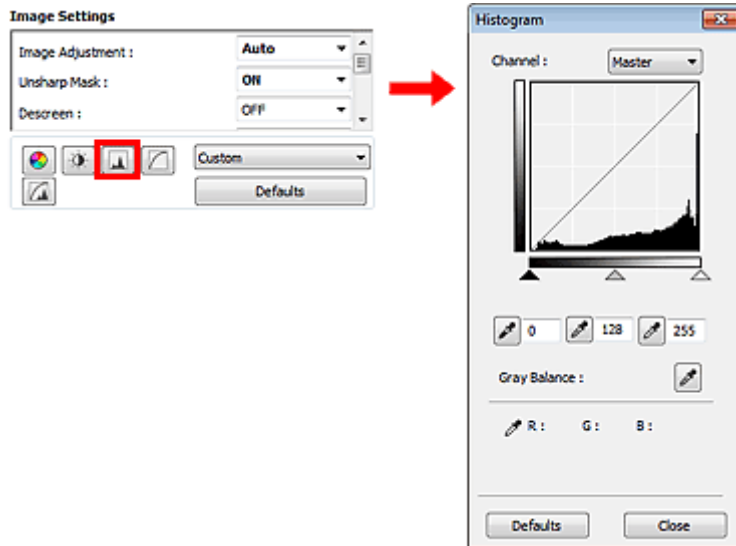 Image Settings
Image Adjustment : Auto
Unsharp Mask : ON
Descreen : OFF
Custom
Defaults
Histogram
Channel : Master
0 128 255
Gray Balance :
R : G : B :
Defaults Close